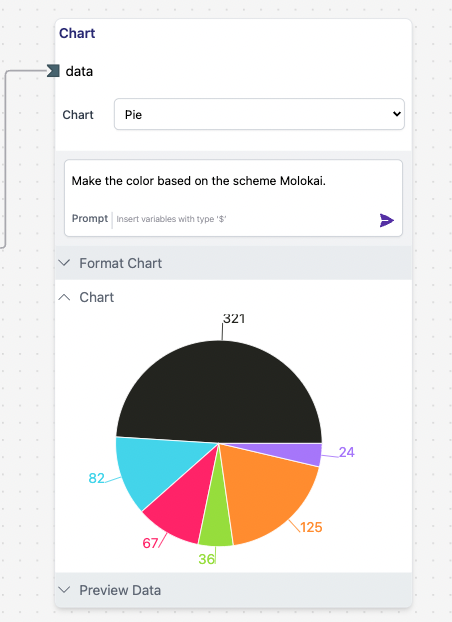 Chart
data
Chart Pie
Make the color based on the scheme Molokai.
Prompt Insert variables with type '$'
Format Chart
Chart
321
24
82
125
67
36
Preview Data